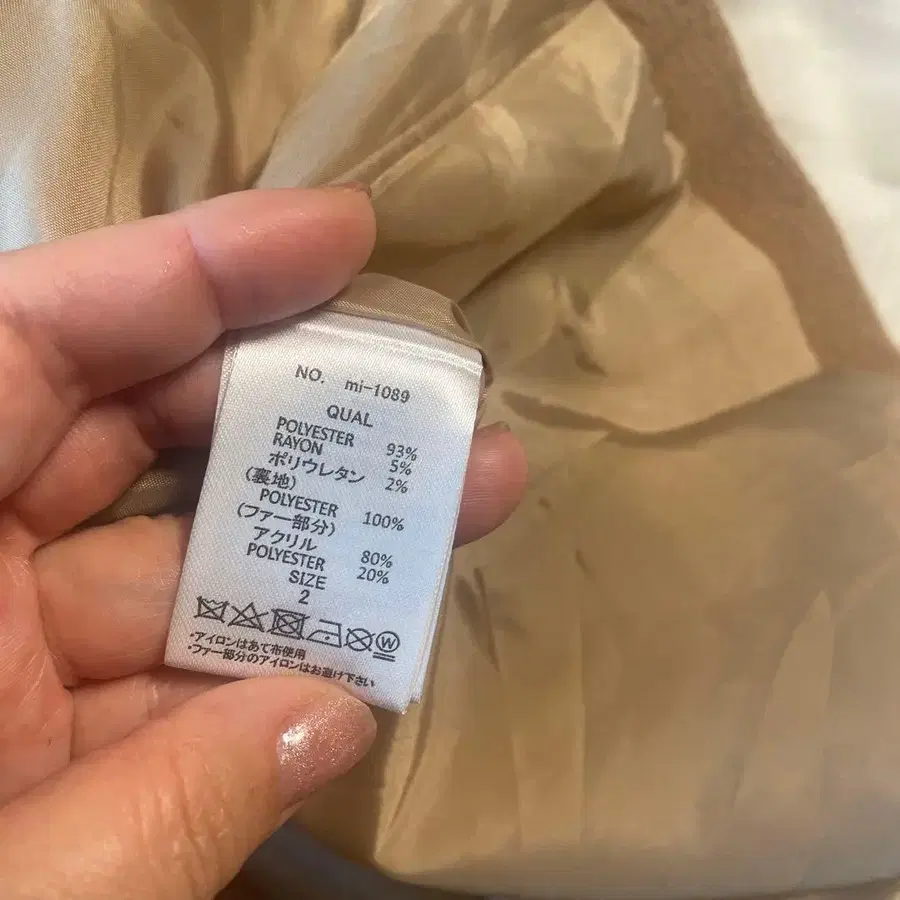 NO. mi-1089
QUAL
POLYESTER 93%
RAYON 5%
ポリウレタン 2%
(裏地)
POLYESTER 100%
(ファー部分)
アクリル 80%
POLYESTER 20%
SIZE
2
W
・アイロンはあて布使用
・ファー部分のアイロンはお避け下さい